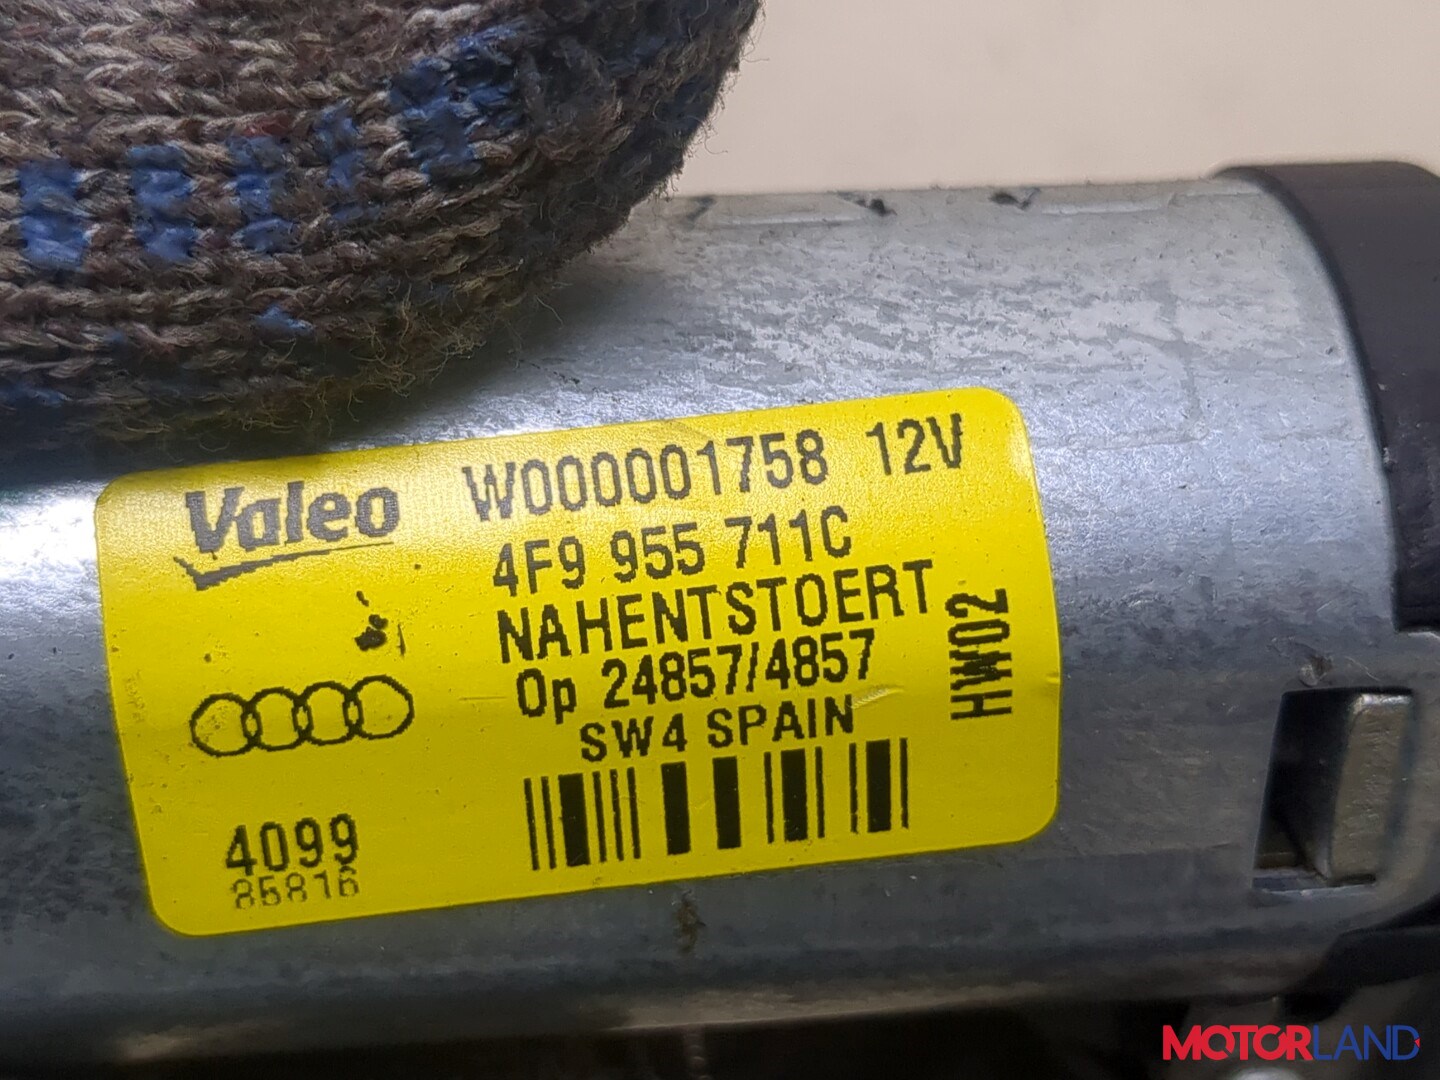 Valeo W000001758 12V
4F9 955 711C
NAHENTSTOERT
Op 24857/4857
SW4 SPAIN
HW02
4099
85816
MOTORLAND